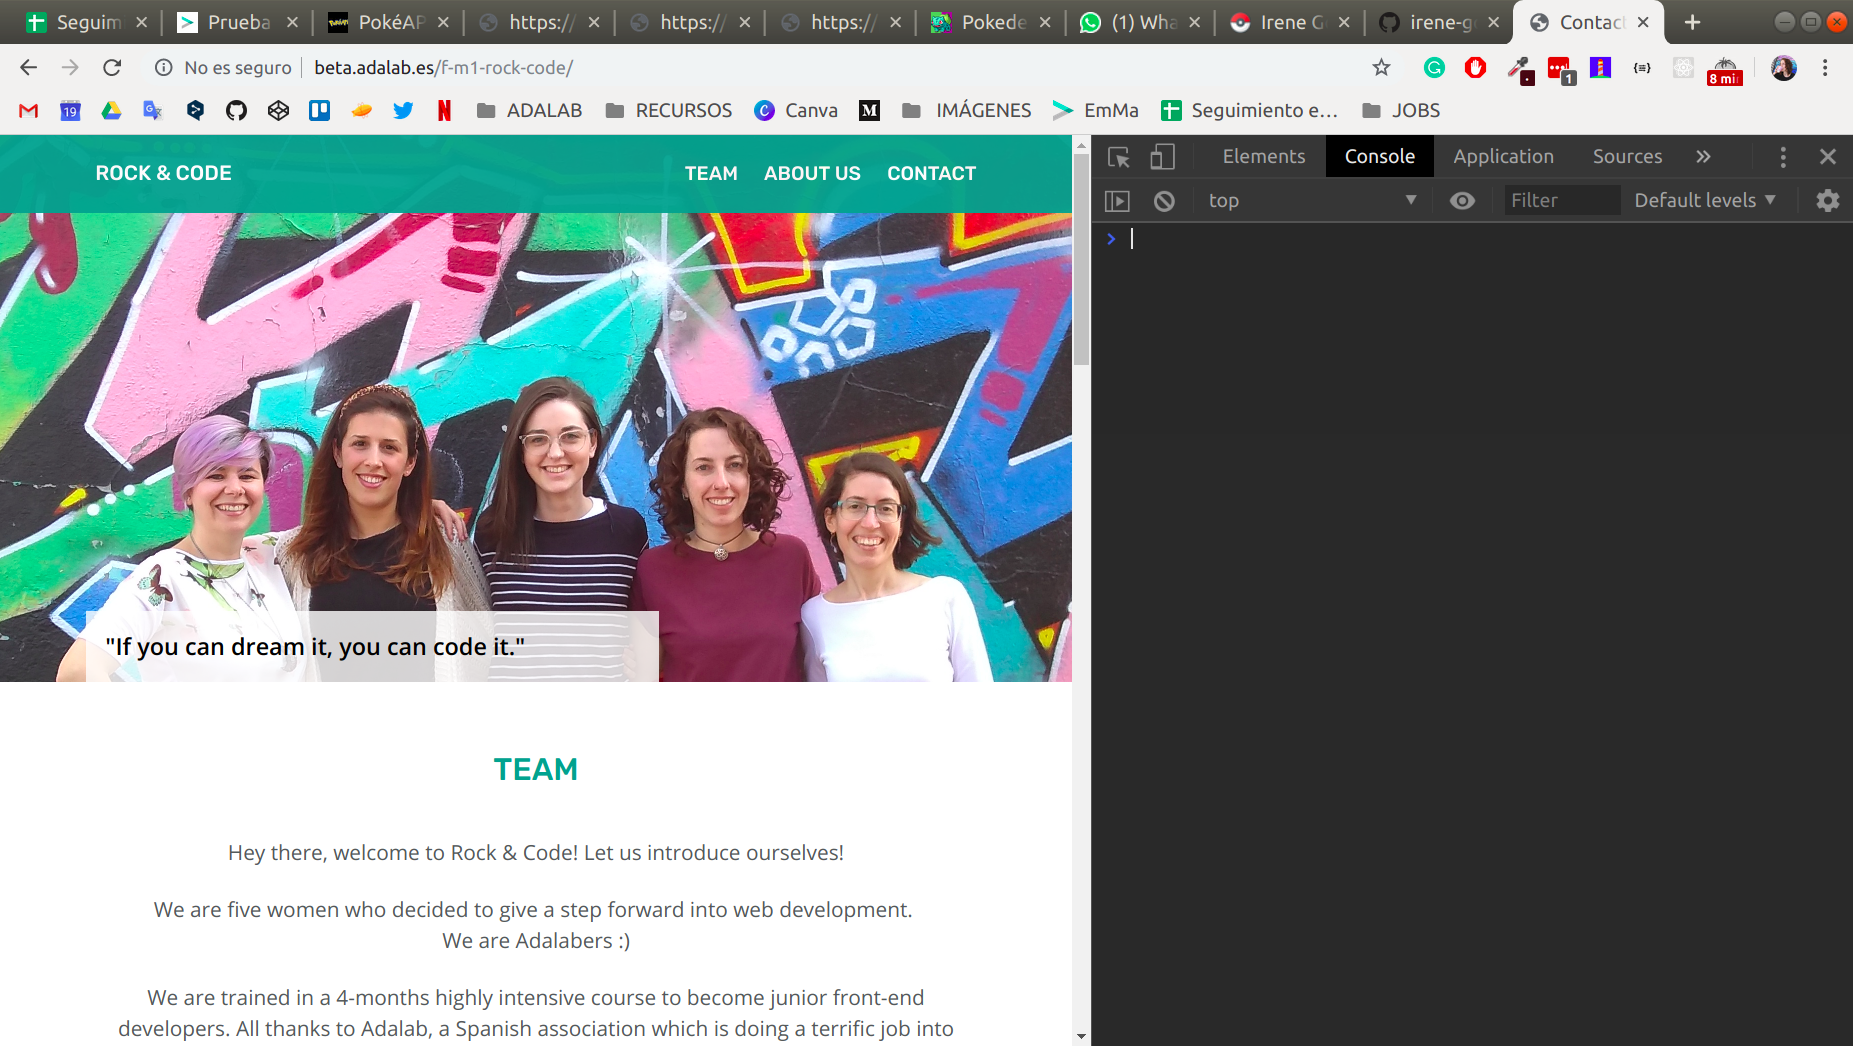 Seguim
Prueba
PokéAP
https://
https://
https://
Pokede
(1) Wha
Irene G
irene-g
Contac
No es seguro
beta.adalab.es/f-m1-rock-code/
1
8 mi
19
ADALAB
RECURSOS
Canva
M
IMÁGENES
EmMa
Seguimiento e…
JOBS
ROCK & CODE
TEAM
ABOUT US
CONTACT
"If you can dream it, you can code it."
TEAM
Hey there, welcome to Rock & Code! Let us introduce ourselves!
We are five women who decided to give a step forward into web development.
We are Adalabers :)
We are trained in a 4-months highly intensive course to become junior front-end
developers. All thanks to Adalab, a Spanish association which is doing a terrific job into
Elements
Console
Application
Sources
top
Filter
Default levels